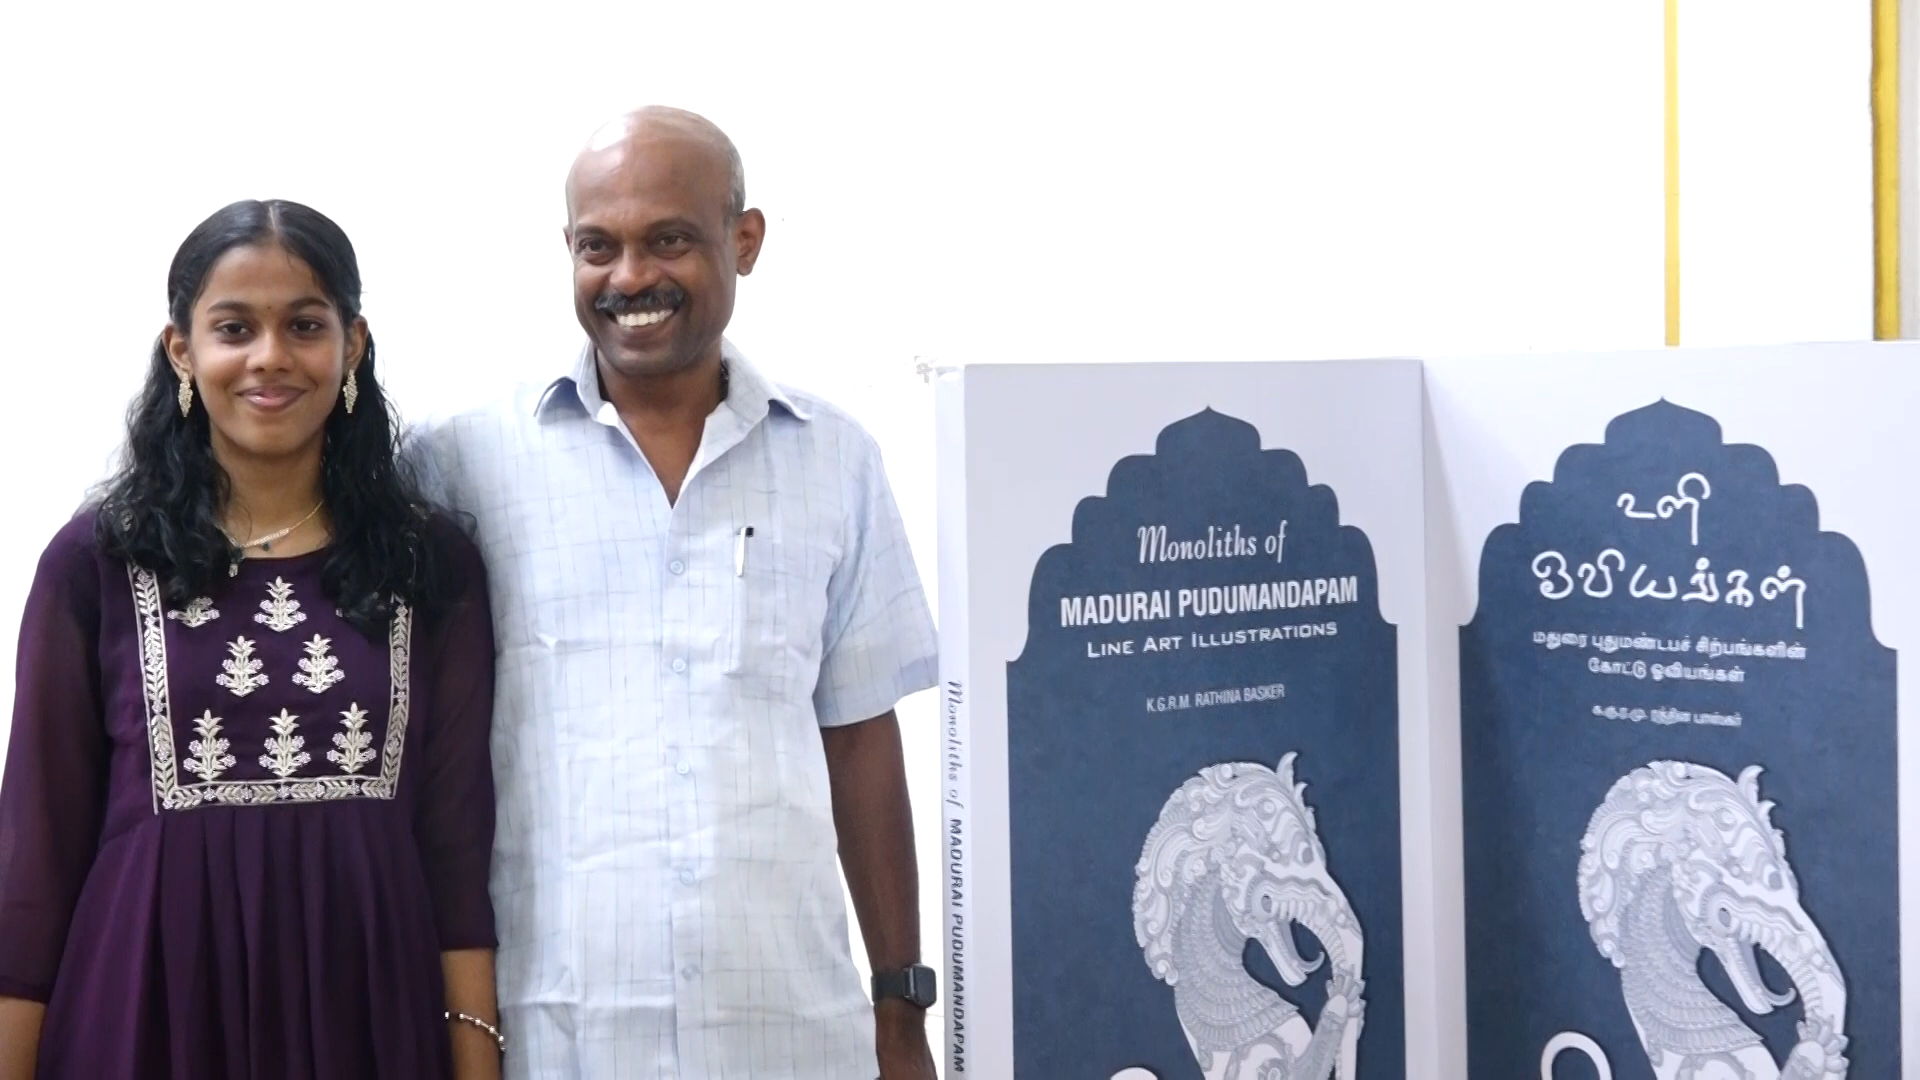 Monoliths of
MADURAI PUDUMANDAPAM
LINE ART ILLUSTRATIONS
K.G.R.M. RATHINA BASKER
Monoliths of MADURAI PUDUMANDAPAM
உளி
ஓவியங்கள்
மதுரை புதுமண்டபச் சிற்பங்களின்
கோட்டு ஓவியங்கள்
ரத்தின பாஸ்கர்